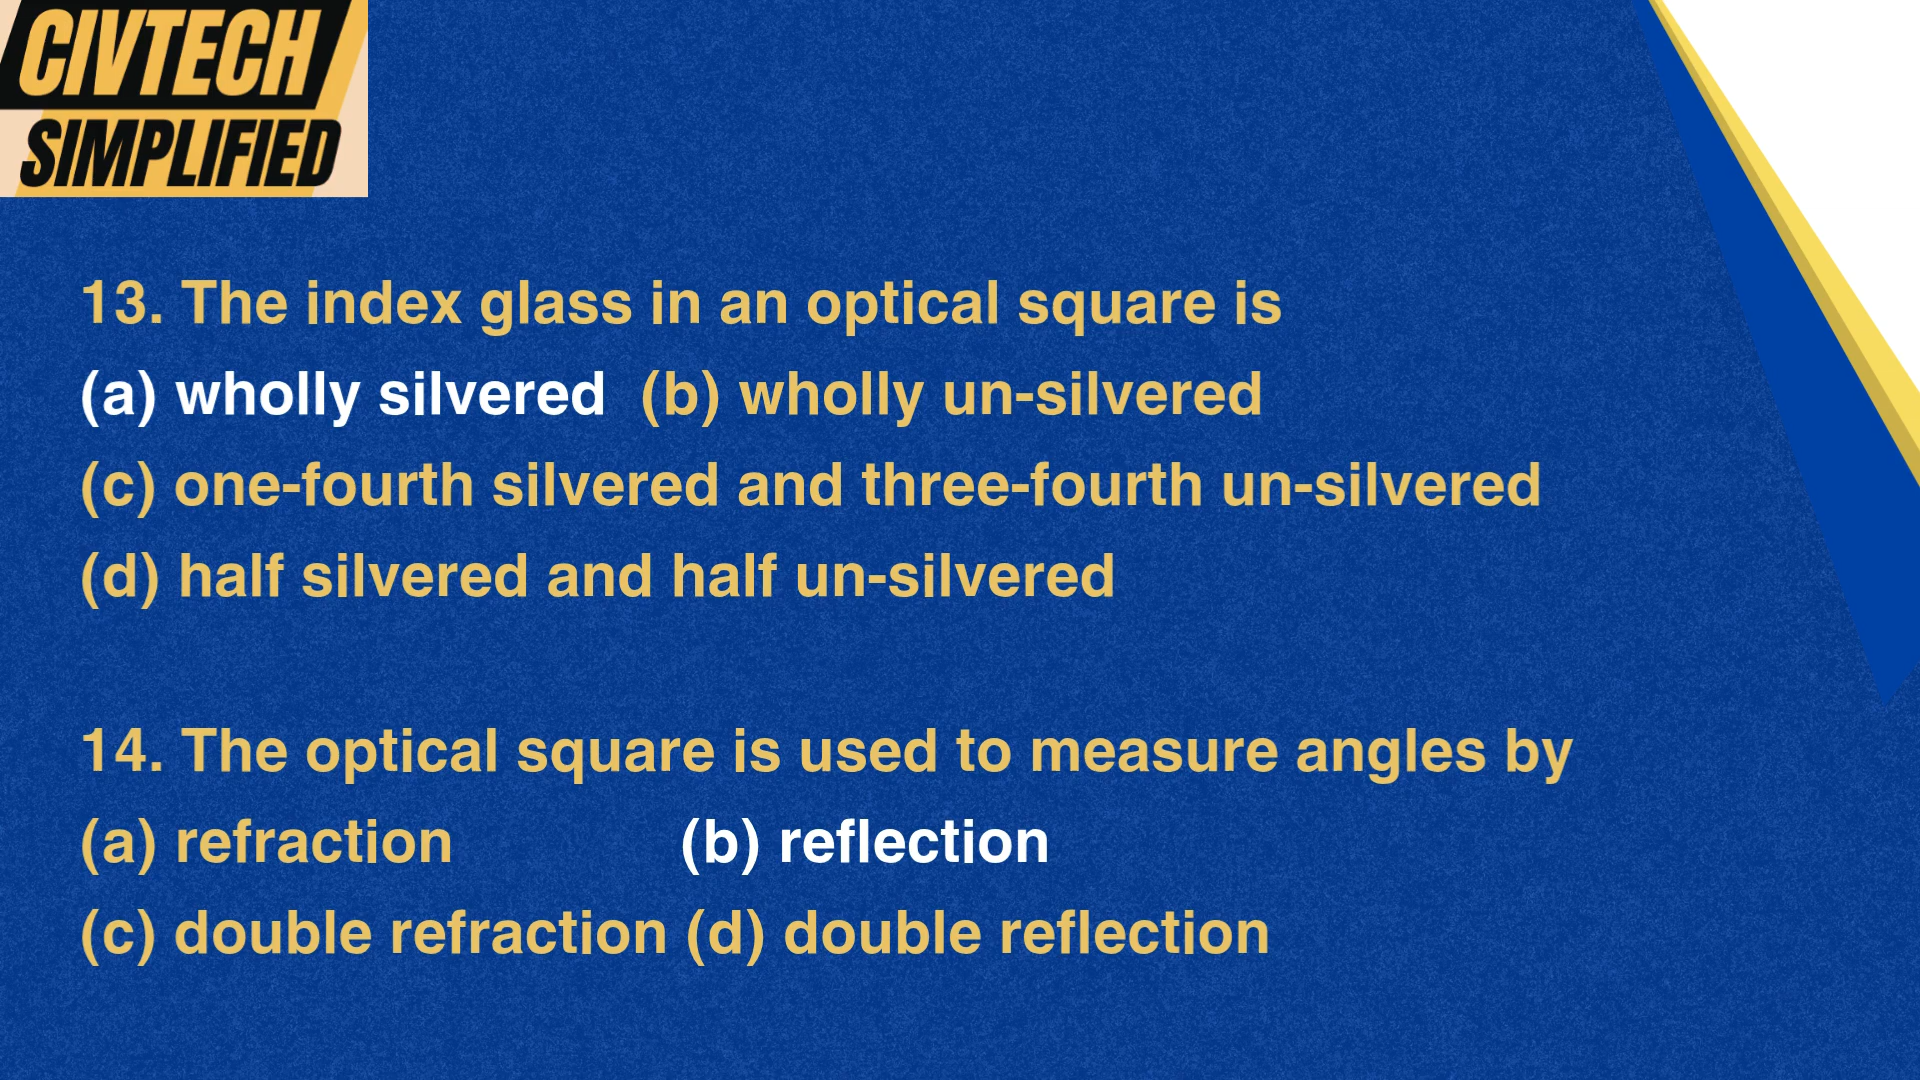 CIVTECH
SIMPLIFIED
13. The index glass in an optical square is
(a) wholly silvered (b) wholly un-silvered
(c) one-fourth silvered and three-fourth un-silvered
(d) half silvered and half un-silvered
14. The optical square is used to measure angles by
(a) refraction (b) reflection
(c) double refraction (d) double reflection